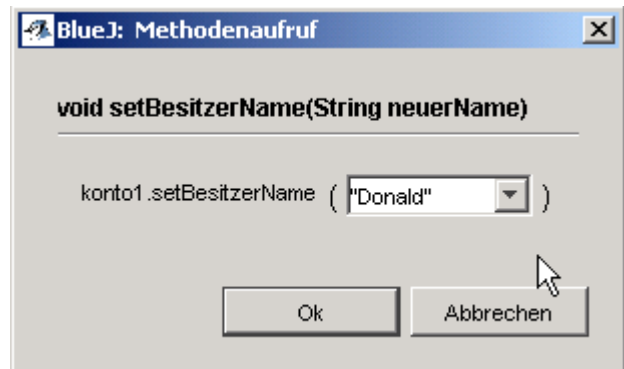 BlueJ: Methodenaufruf
void setBesitzerName(String neuerName)
konto1.setBesitzerName ( "Donald" )
Ok Abbrechen